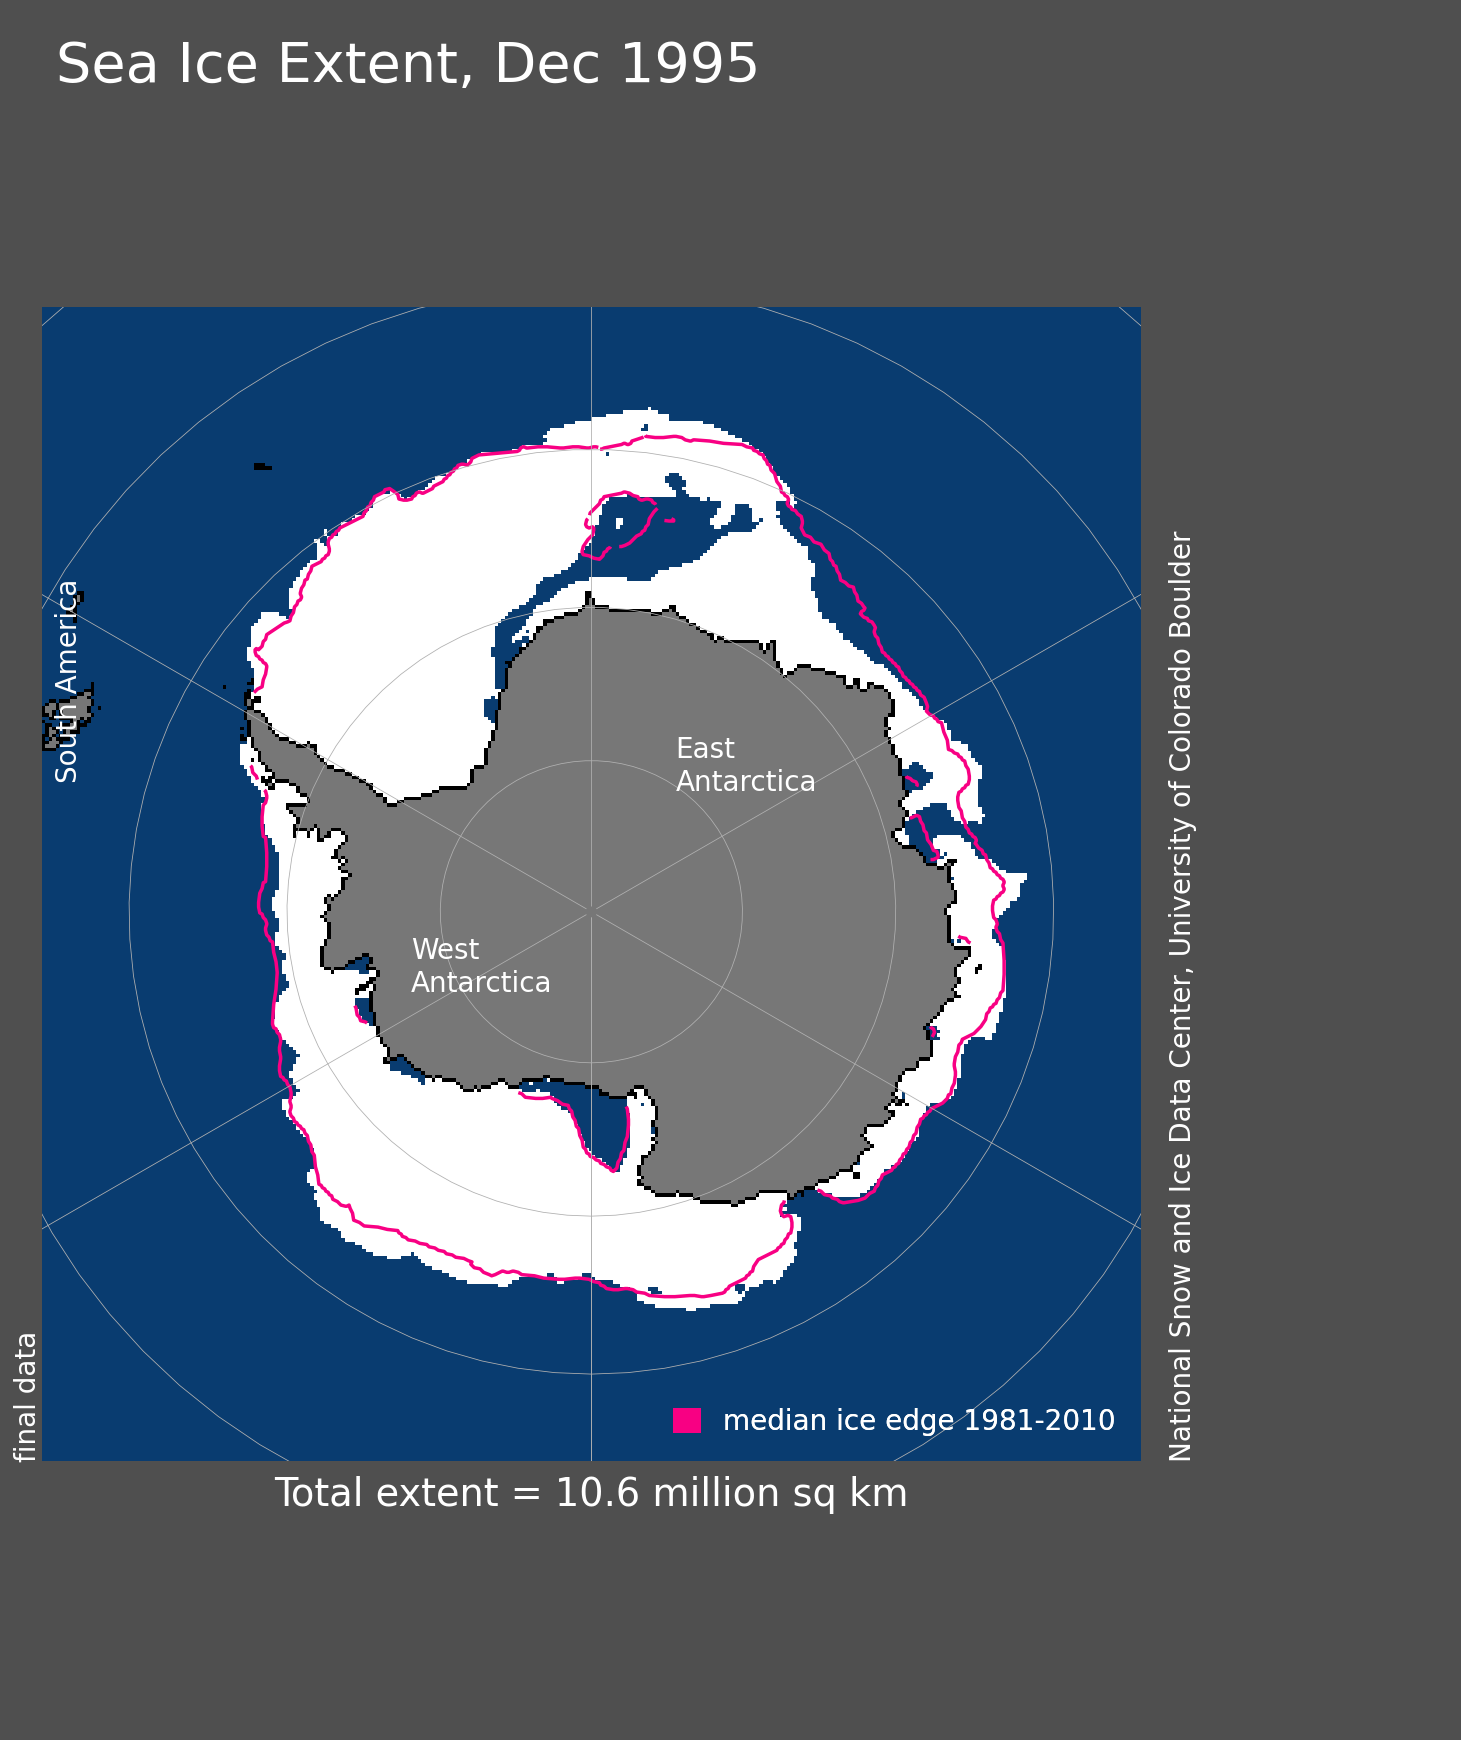 Sea Ice Extent, Dec 1995
South America
East
Antarctica
West
Antarctica
median ice edge 1981-2010
final data
National Snow and Ice Data Center, University of Colorado Boulder
Total extent = 10.6 million sq km